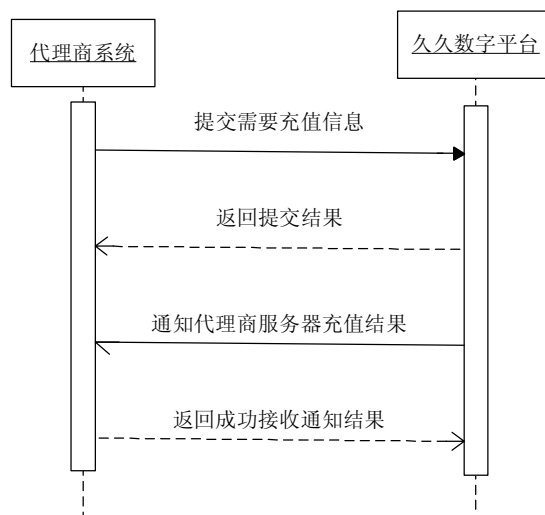 代理商系统
久久数字平台
提交需要充值信息
返回提交结果
通知代理商服务器充值结果
返回成功接收通知结果